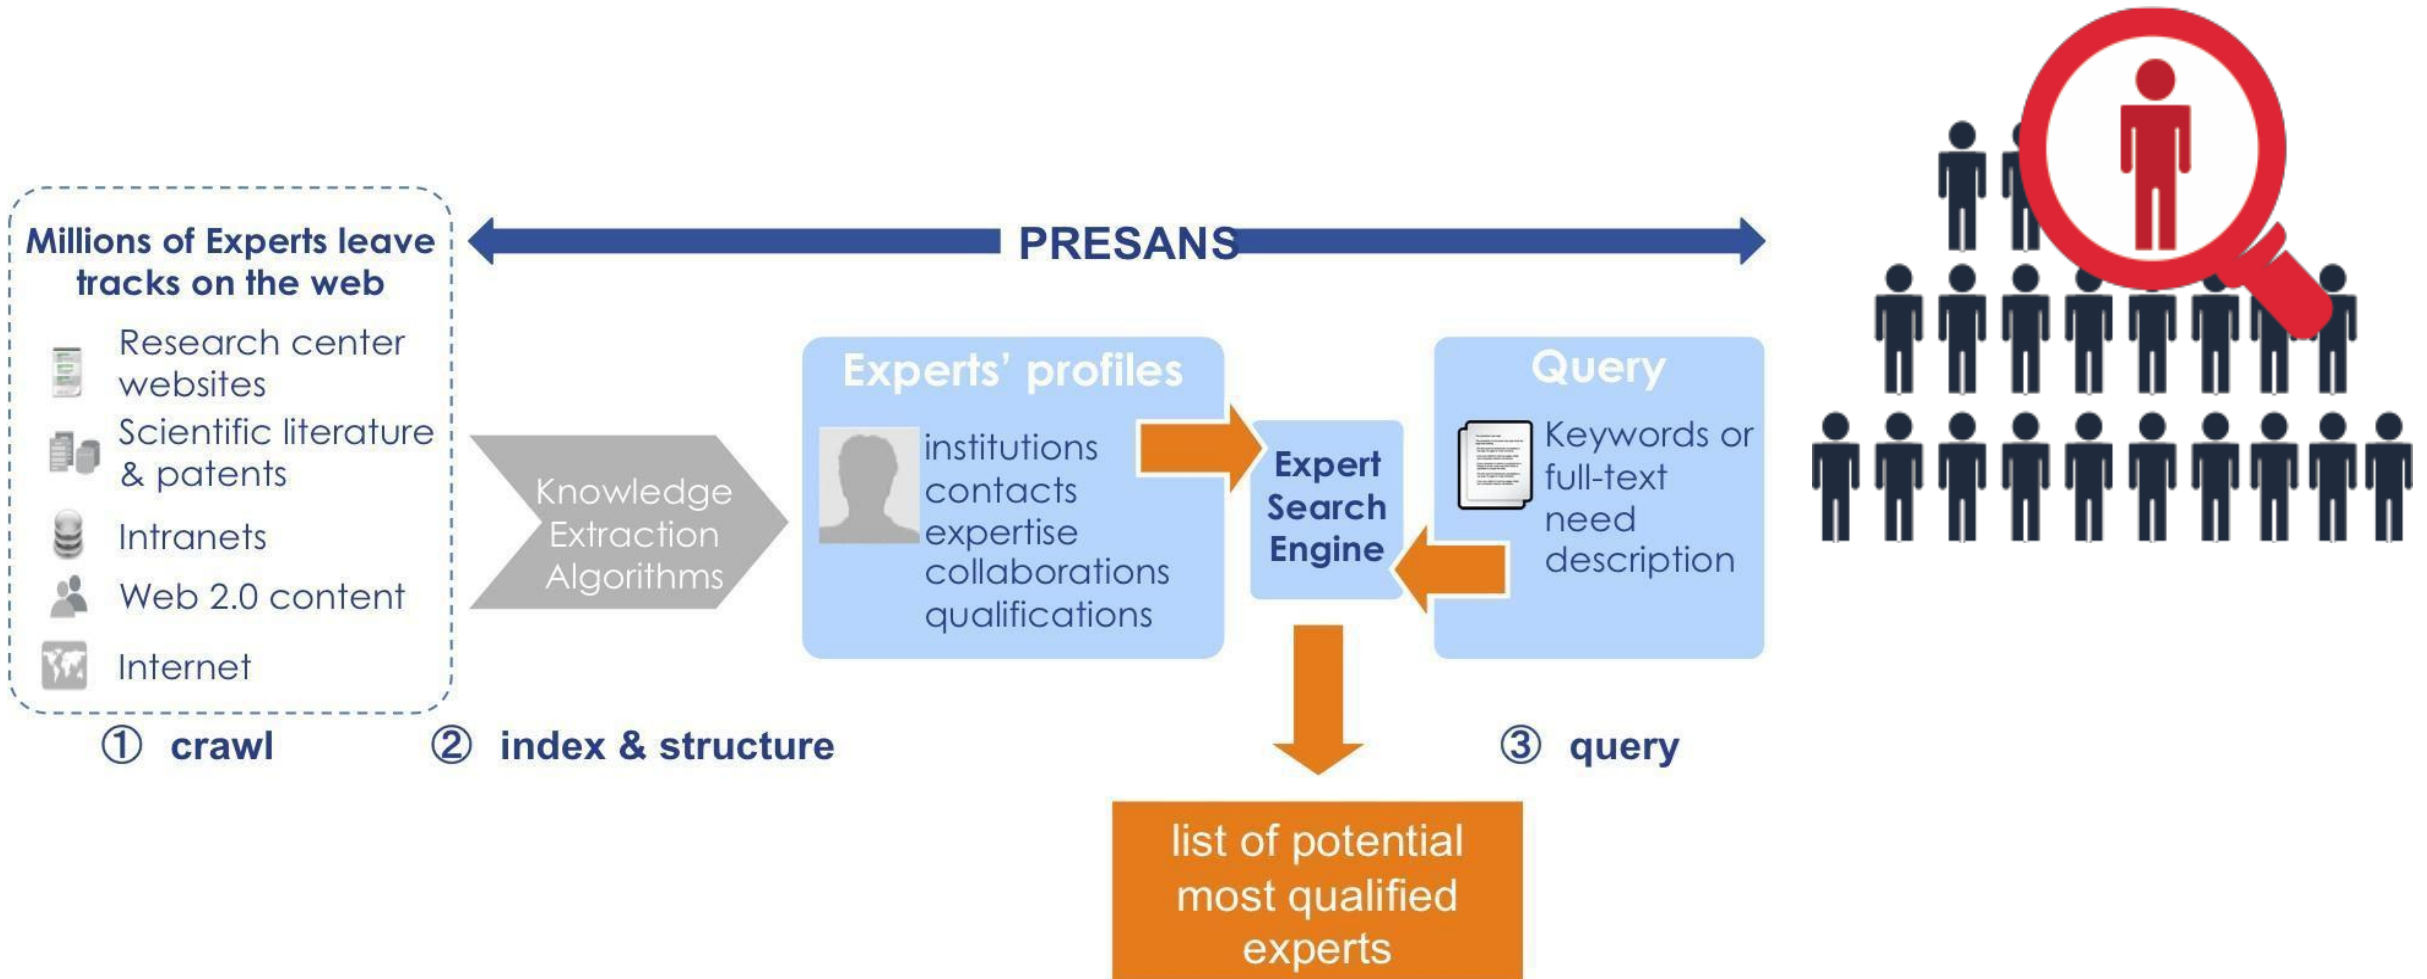 Millions of Experts leave
tracks on the web
Research center
websites
Scientific literature
& patents
Intranets
Web 2.0 content
Internet
① crawl
② index & structure
PRESANS
Knowledge
Extraction
Algorithms
Experts’ profiles
institutions
contacts
expertise
collaborations
qualifications
Expert
Search
Engine
Query
Keywords or
full-text
need
description
③ query
list of potential
most qualified
experts